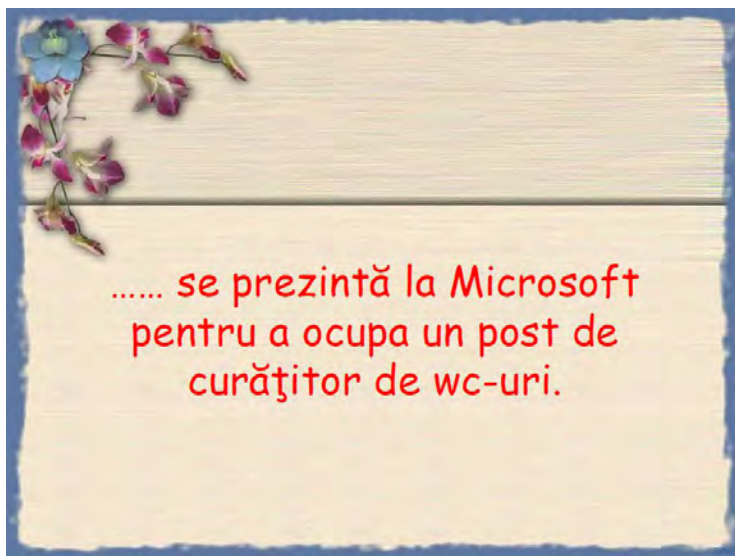 ...... se prezintă la Microsoft
pentru a ocupa un post de
curăţitor de wc-uri.